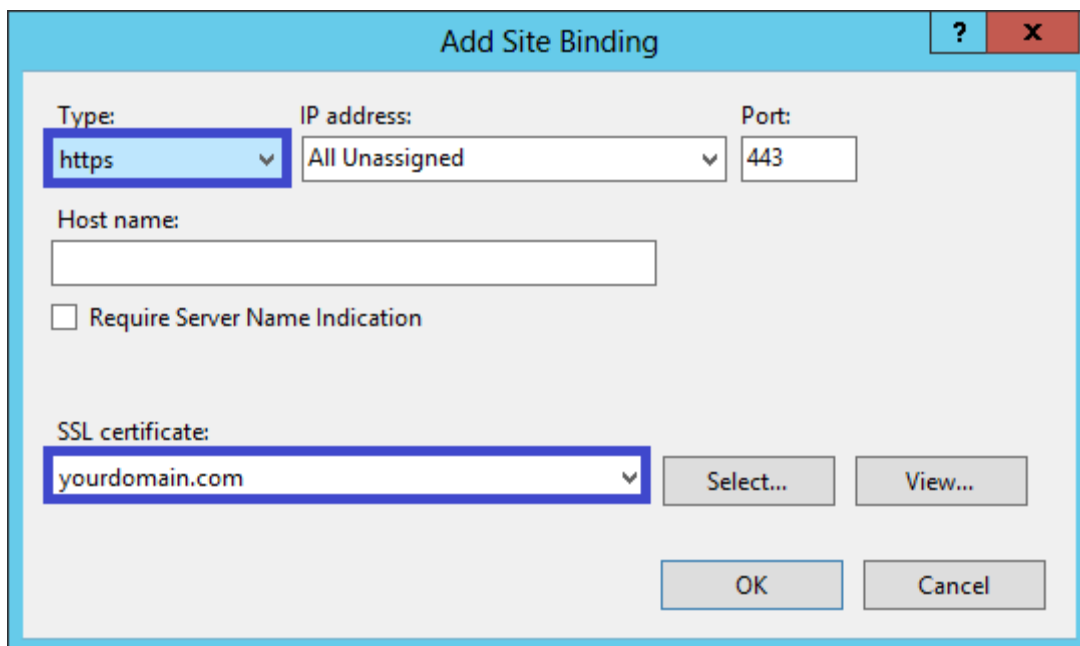 Add Site Binding
?
x
Type:
IP address:
Port:
https
All Unassigned
443
Host name:
Require Server Name Indication
SSL certificate:
yourdomain.com
Select...
View...
OK
Cancel